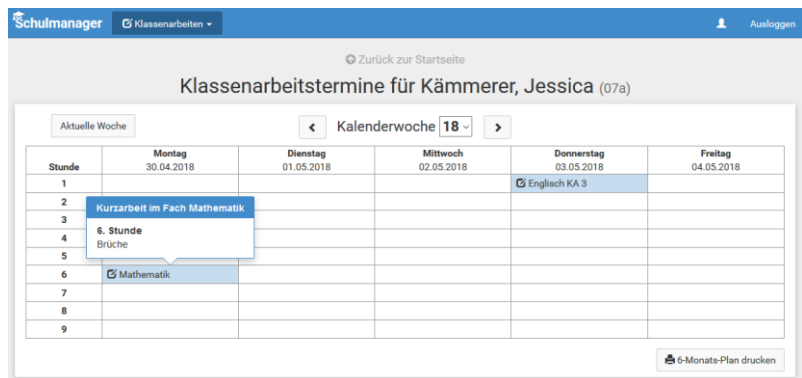 Schulmanager Klassenarbeiten Ausloggen
Zurück zur Startseite
Klassenarbeitstermine für Kämmerer, Jessica (07a)
Aktuelle Woche Kalenderwoche 18
Stunde Montag 30.04.2018 Dienstag 01.05.2018 Mittwoch 02.05.2018 Donnerstag 03.05.2018 Freitag 04.05.2018
1 Englisch KA 3
2
Kurzarbeit im Fach Mathematik
3
6. Stunde
4
Brüche
5
6 Mathematik
7
8
9
6-Monats-Plan drucken